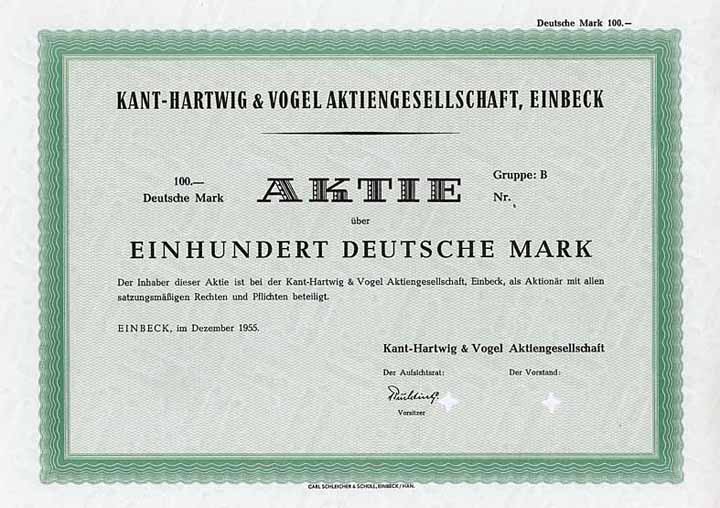 Deutsche Mark 100.—
KANT-HARTWIG & VOGEL AKTIENGESELLSCHAFT, EINBECK
100.—
Deutsche Mark
AKTIE
Gruppe: B
Nr.
über
EINHUNDERT DEUTSCHE MARK
Der Inhaber dieser Aktie ist bei der Kant-Hartwig & Vogel Aktiengesellschaft, Einbeck, als Aktionär mit allen
satzungsmäßigen Rechten und Pflichten beteiligt.
EINBECK, im Dezember 1955.
Kant-Hartwig & Vogel Aktiengesellschaft
Der Aufsichtsrat:
Der Vorstand:
Vorsitzer
CARL SCHLEICHER & SCHÜLL, EINBECK/HAN.